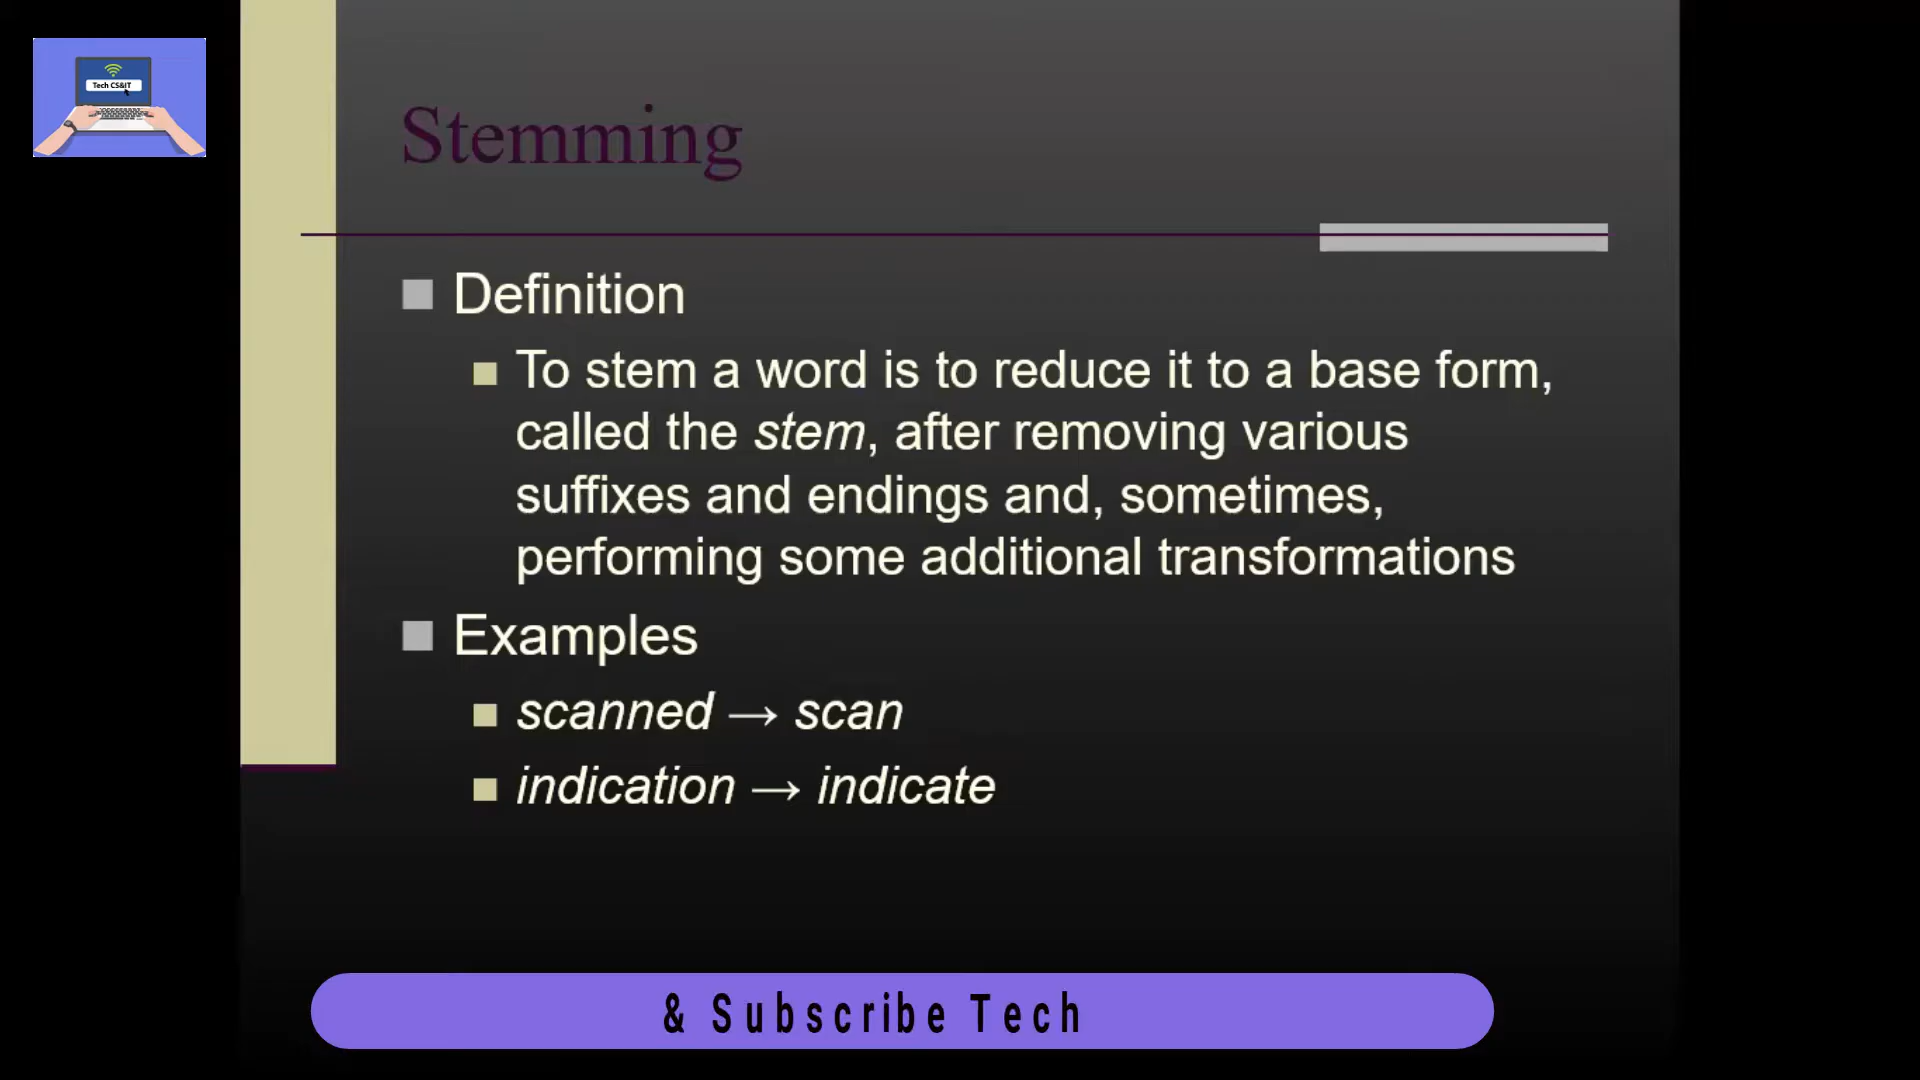 Tech CS&IT
Stemming
Definition
To stem a word is to reduce it to a base form,
called the stem, after removing various
suffixes and endings and, sometimes,
performing some additional transformations
Examples
scanned → scan
indication → indicate
& Subscribe Tech